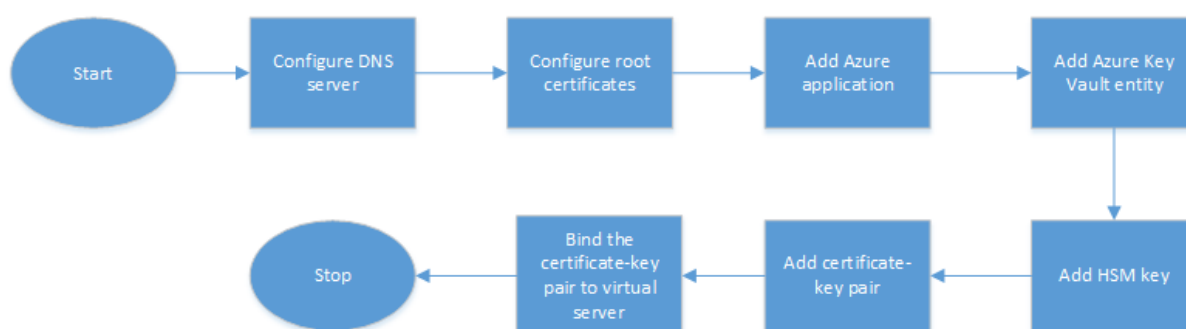 Start
Configure DNS
server
Configure root
certificates
Add Azure
application
Add Azure Key
Vault entity
Add HSM key
Add certificate-
key pair
Bind the
certificate-key
pair to virtual
server
Stop